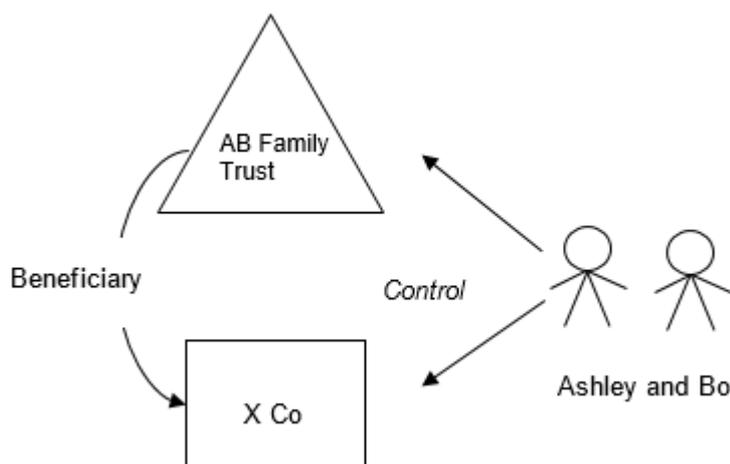 AB Family
Trust
Beneficiary
Control
X Co
Ashley and Bo